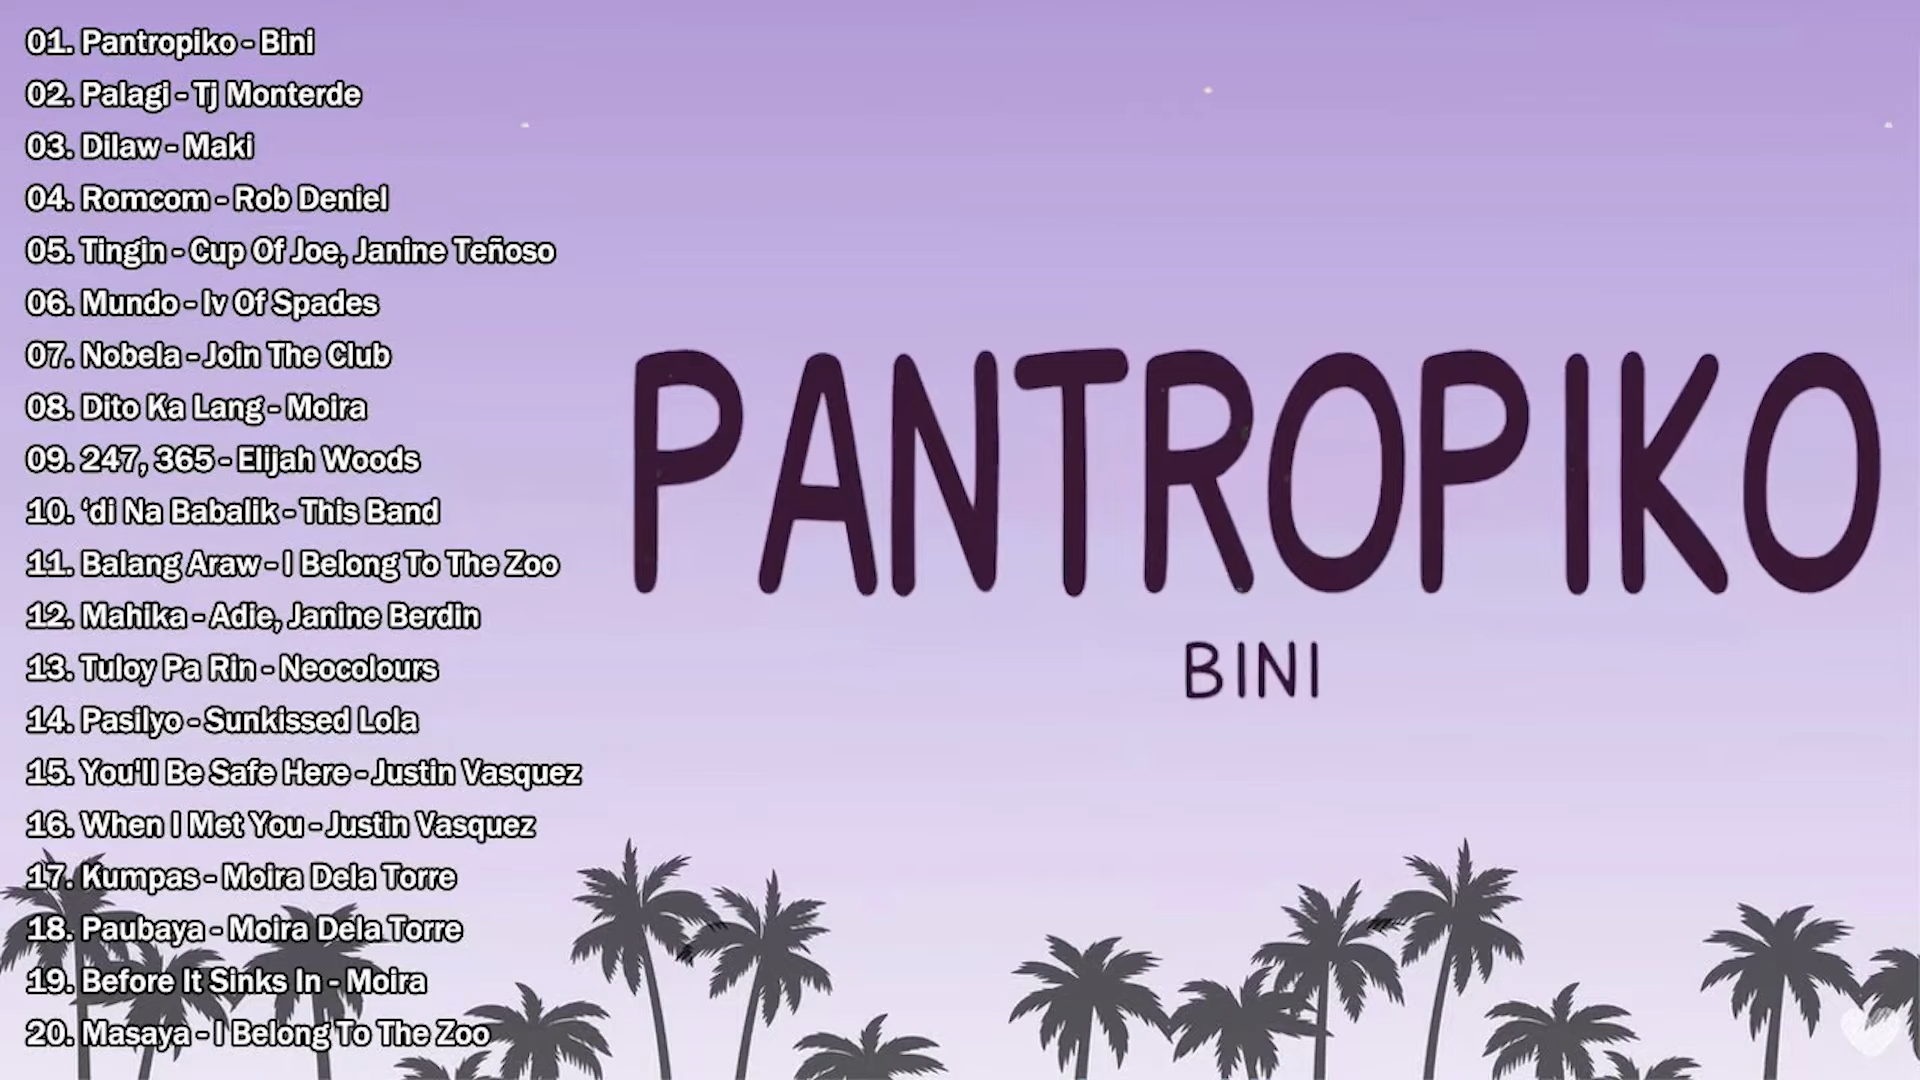 01. Pantropiko - Bini
02. Palagi - Tj Monterde
03. Dilaw - Maki
04. Romcom - Rob Deniel
05. Tingin - Cup Of Joe, Janine Teñoso
06. Mundo - Iv Of Spades
07. Nobela - Join The Club
08. Dito Ka Lang - Moira
09. 247, 365 - Elijah Woods
10. ‘di Na Babalik - This Band
11. Balang Araw - I Belong To The Zoo
12. Mahika - Adie, Janine Berdin
13. Tuloy Pa Rin - Neocolours
14. Pasilyo - Sunkissed Lola
15. You'll Be Safe Here - Justin Vasquez
16. When I Met You - Justin Vasquez
17. Kumpas - Moira Dela Torre
18. Paubaya - Moira Dela Torre
19. Before It Sinks In - Moira
20. Masaya - I Belong To The Zoo
PANTROPIKO
BINI